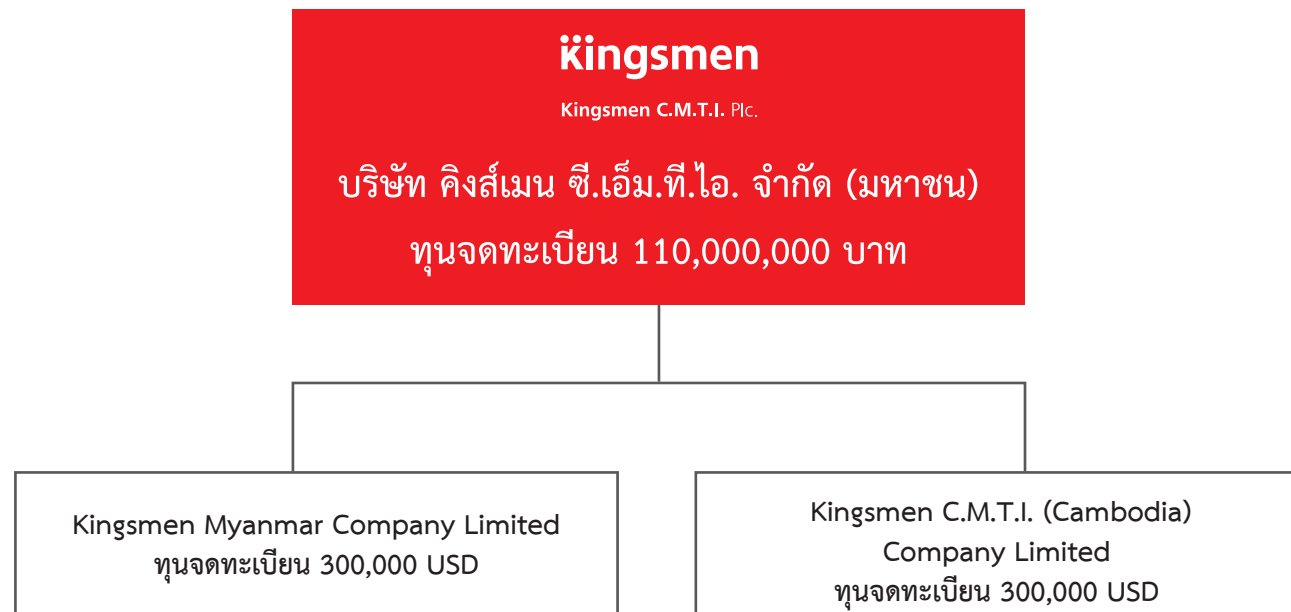 Kingsmen
Kingsmen C.M.T.I. Plc.
บริษัท คิงส์เมน ซี.เอ็ม.ที.ไอ. จำกัด (มหาชน)
ทุนจดทะเบียน 110,000,000 บาท
Kingsmen Myanmar Company Limited
ทุนจดทะเบียน 300,000 USD
Kingsmen C.M.T.I. (Cambodia)
Company Limited
ทุนจดทะเบียน 300,000 USD